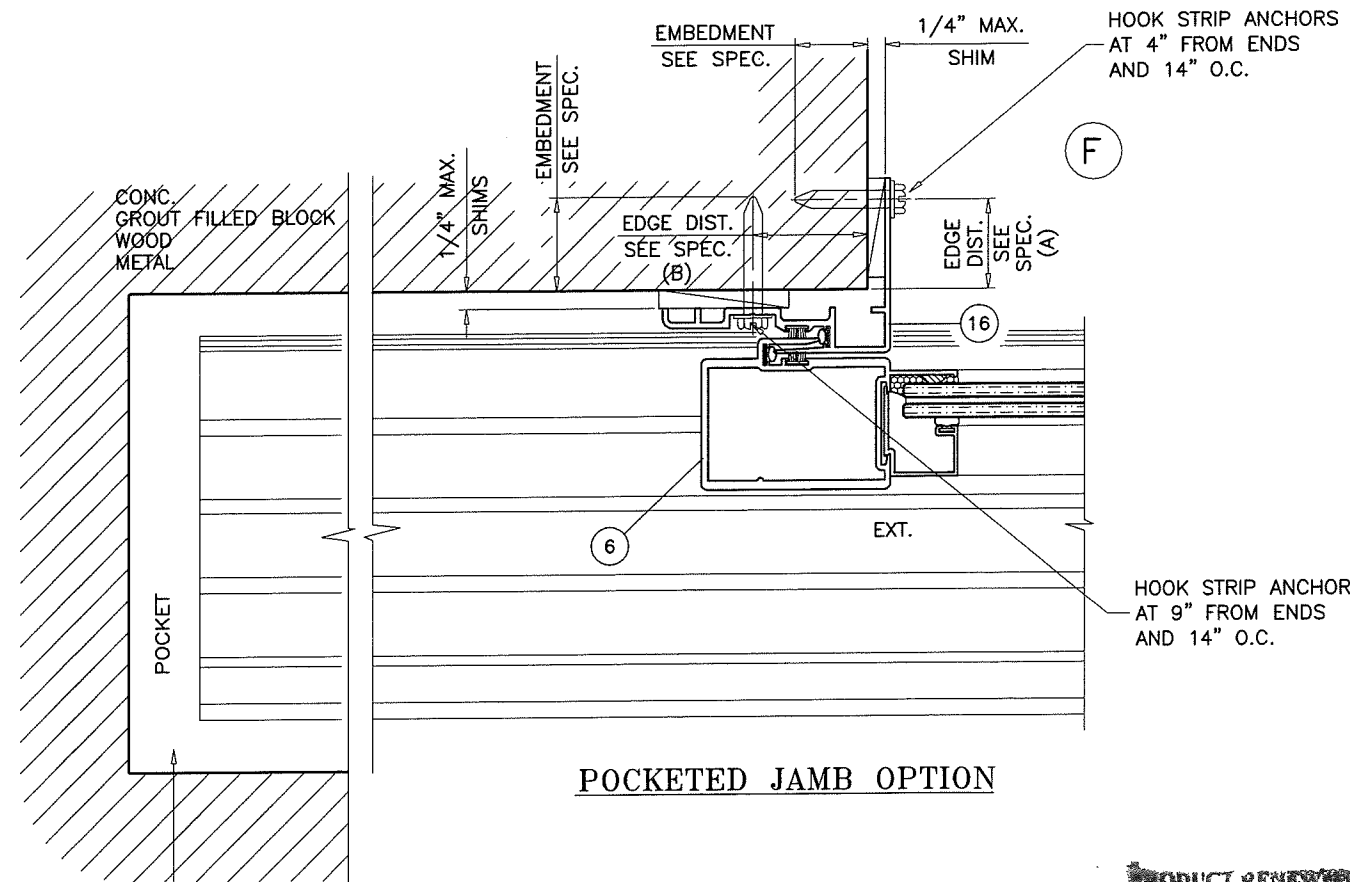 EMBEDMENT
SEE SPEC.
1/4" MAX.
SHIM
HOOK STRIP ANCHORS
AT 4" FROM ENDS
AND 14" O.C.
EMBEDMENT
SEE SPEC.
F
1/4" MAX.
SHIMS
CONC.
GROUT FILLED BLOCK
WOOD
METAL
EDGE DIST.
SEE SPEC.
(B)
EDGE
DIST.
SEE
SPEC.
(A)
16
6
EXT.
POCKET
HOOK STRIP ANCHOR
AT 9" FROM ENDS
AND 14" O.C.
POCKETED JAMB OPTION
PRODUCT